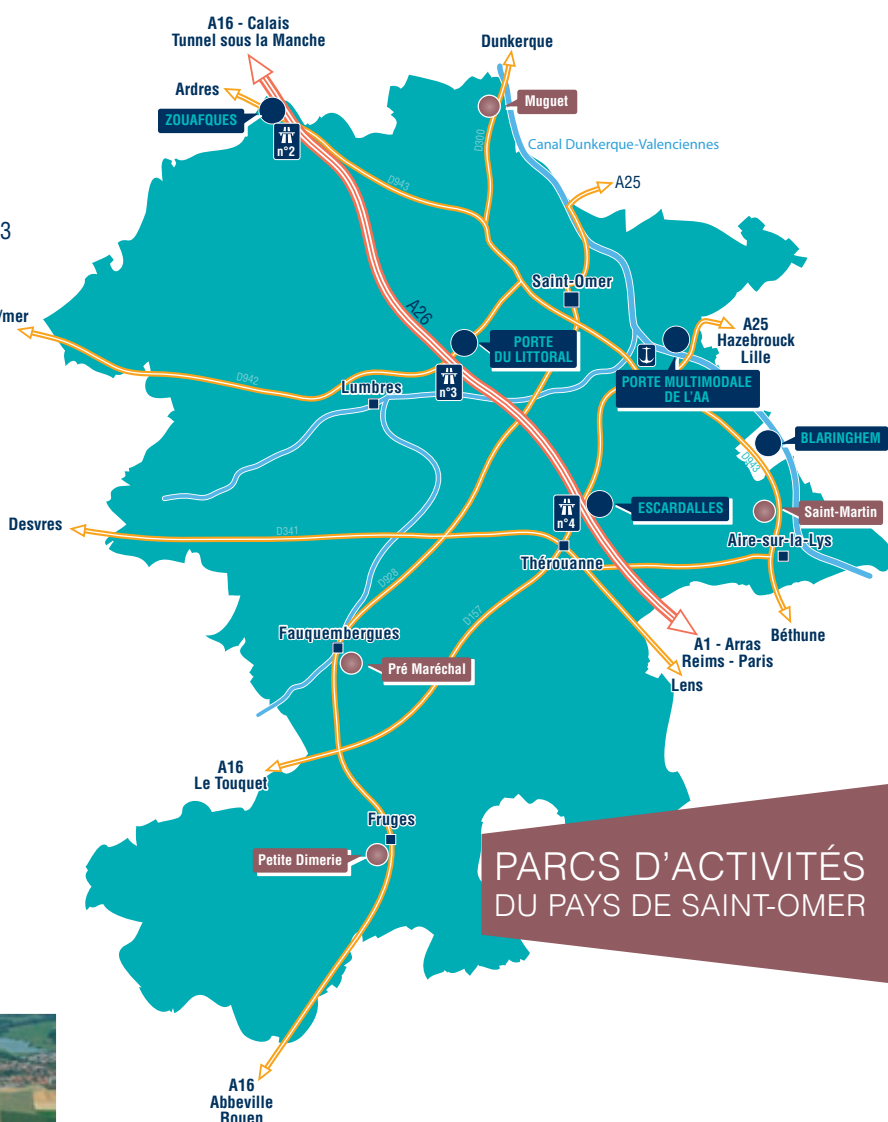 A16 - Calais
Tunnel sous la Manche
Dunkerque
Ardres
ZOUAFQUES
Muguet
n°2
D300
Canal Dunkerque-Valenciennes
D943
A25
3
Saint-Omer
A26
/mer
PORTE
DU LITTORAL
A25
Hazebrouck
Lille
D942
Lumbres
n°3
PORTE MULTIMODALE
DE L'AA
BLARINGHEM
D943
ESCARDALLES
Saint-Martin
n°4
Desvres
D341
Aire-sur-la-Lys
Thérouanne
D928
D157
Fauquembergues
Béthune
A1 - Arras
Reims - Paris
Pré Maréchal
Lens
A16
Le Touquet
Fruges
Petite Dimerie
PARCS D'ACTIVITÉS
DU PAYS DE SAINT-OMER
A16
Abbeville
Rouen